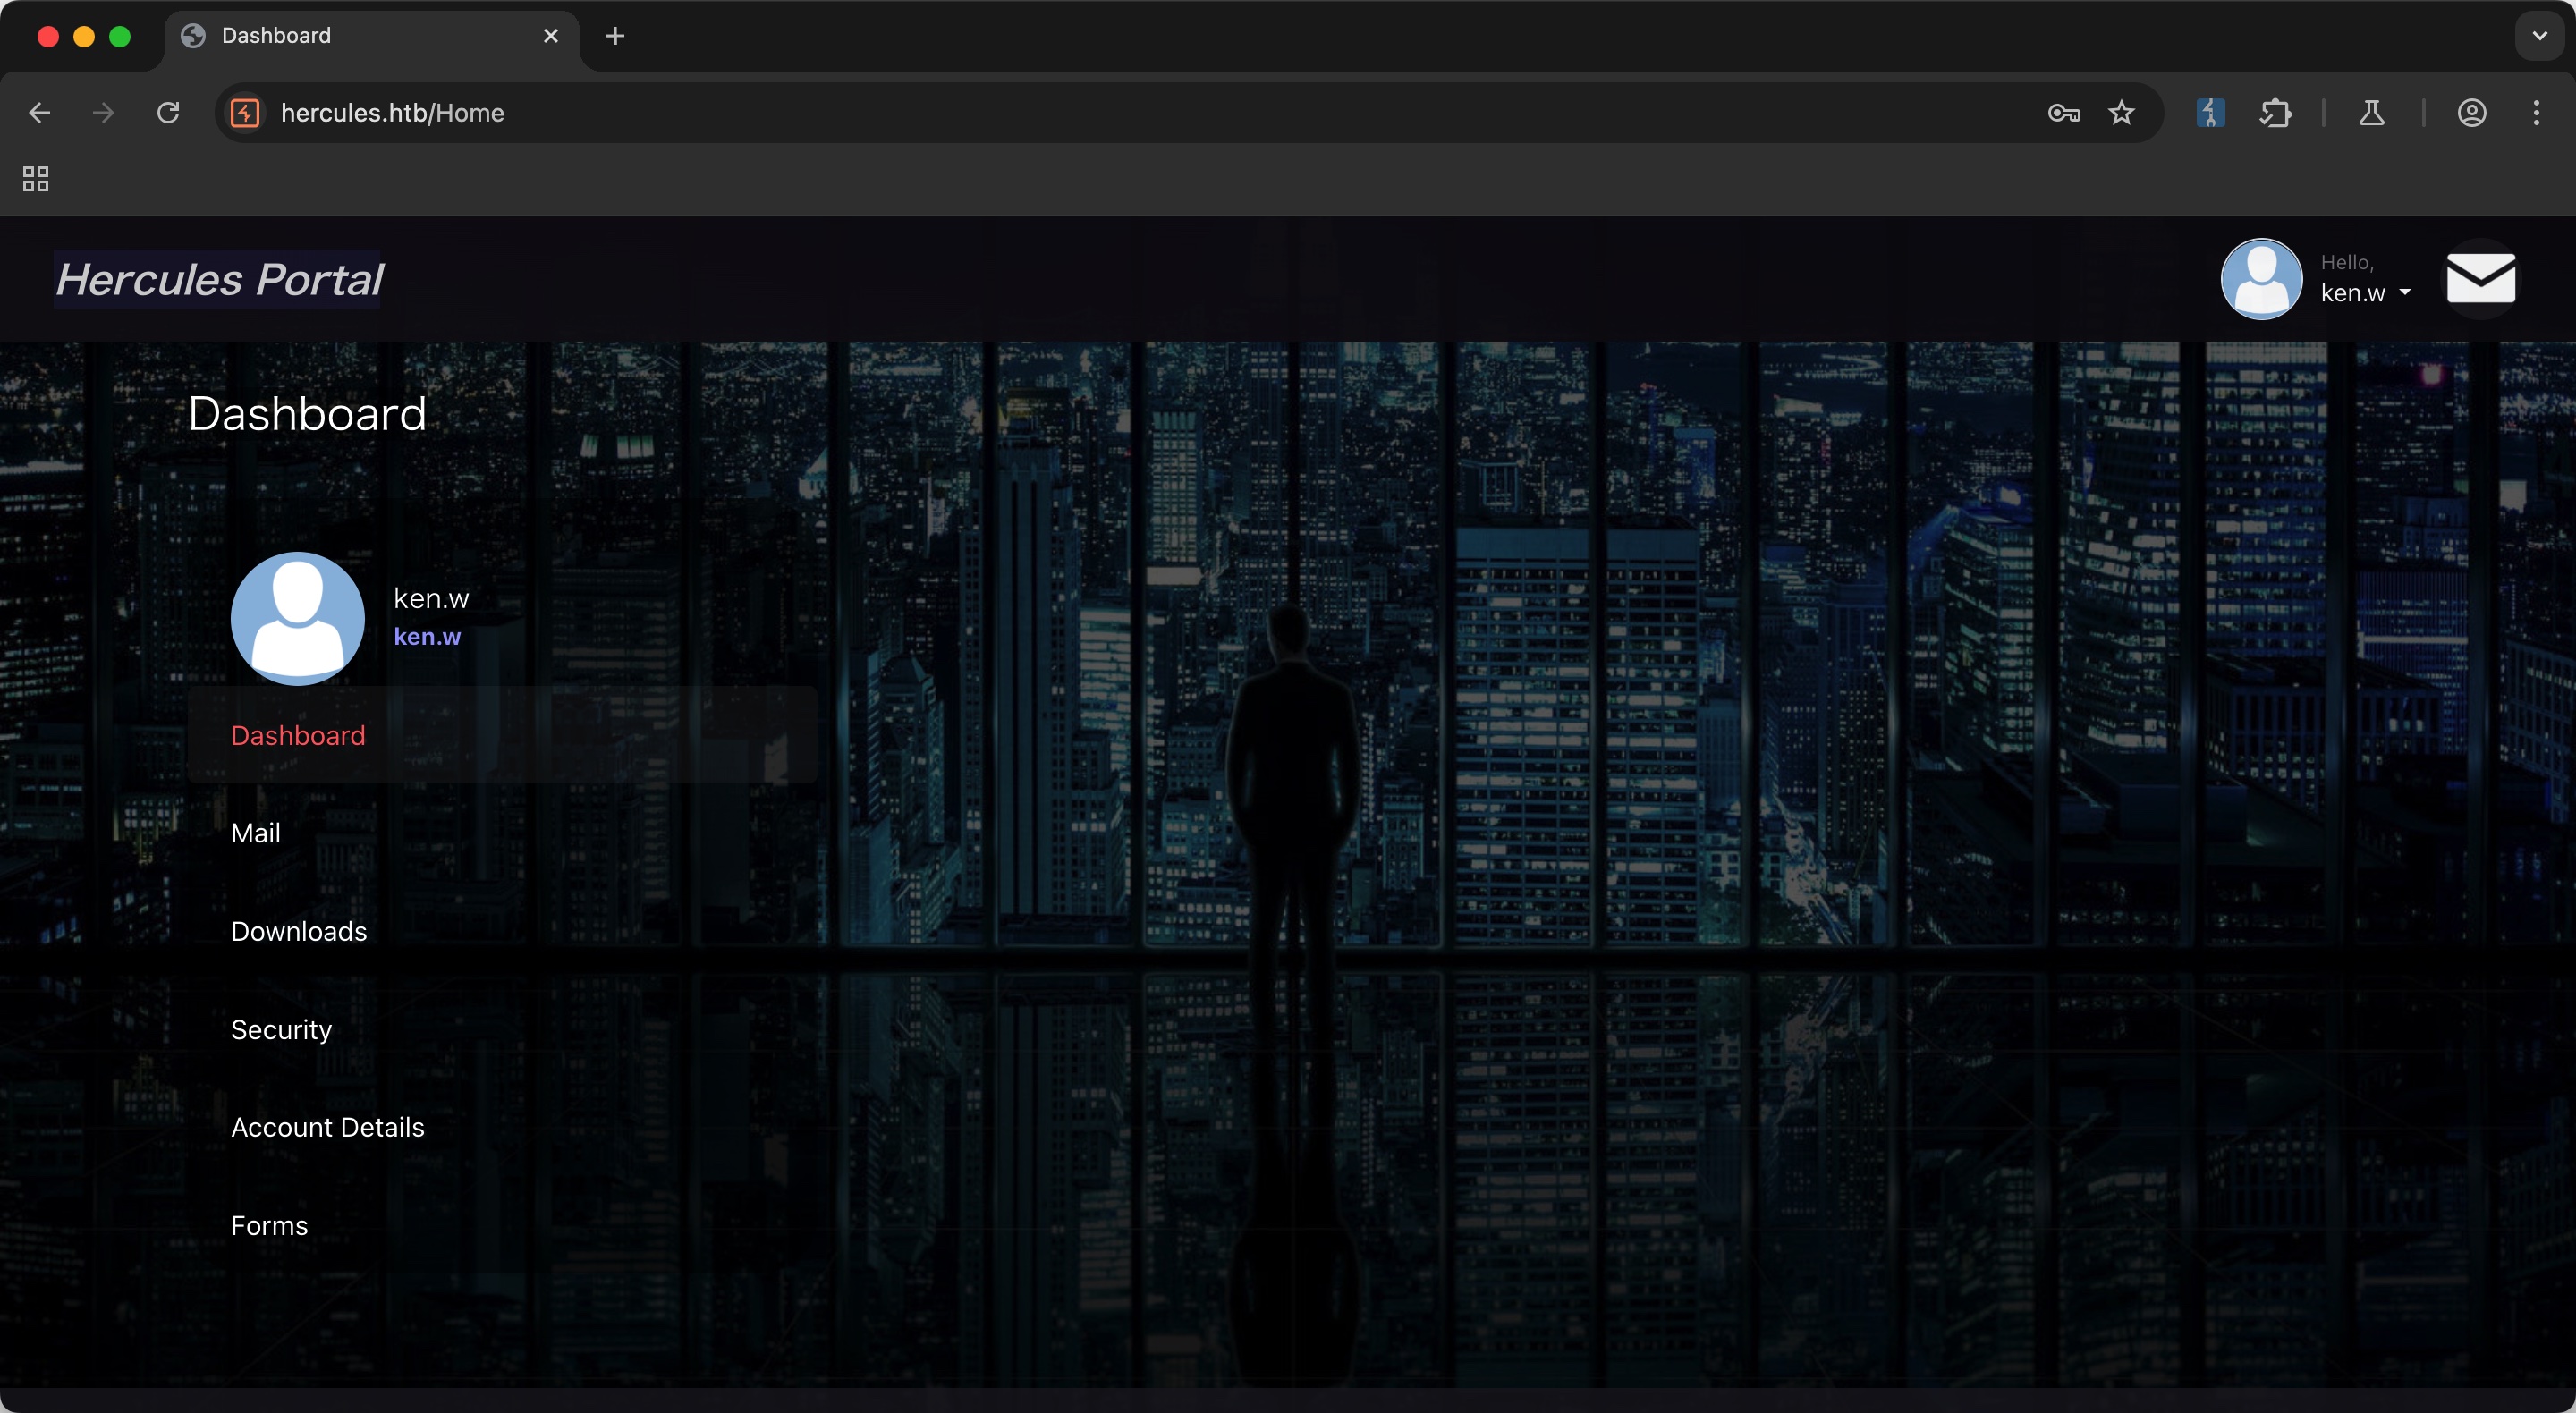 Dashboard
hercules.htb/Home
Hercules Portal
Hello,
ken.w
Dashboard
ken.w
ken.w
Dashboard
Mail
Downloads
Security
Account Details
Forms